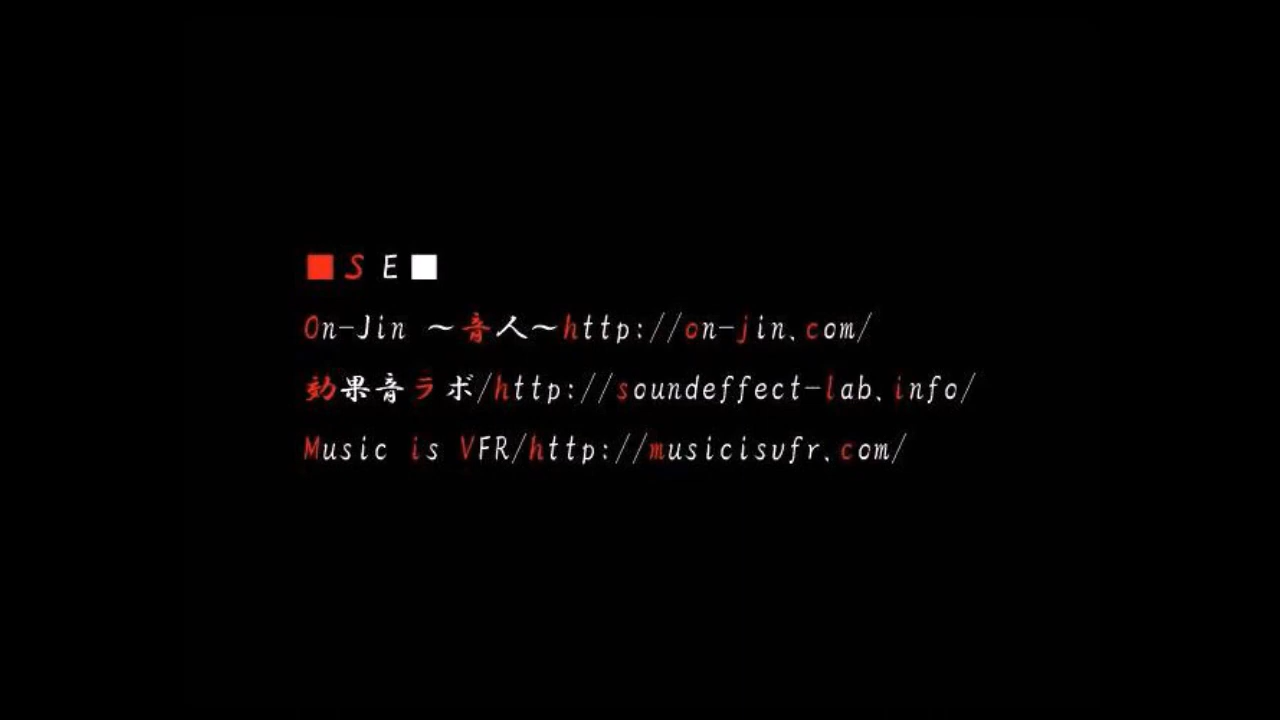 ■SE■
On-Jin ～音人～http://on-jin.com/
効果音ラボ/http://soundeffect-lab.info/
Music is VFR/http://musicisvfr.com/